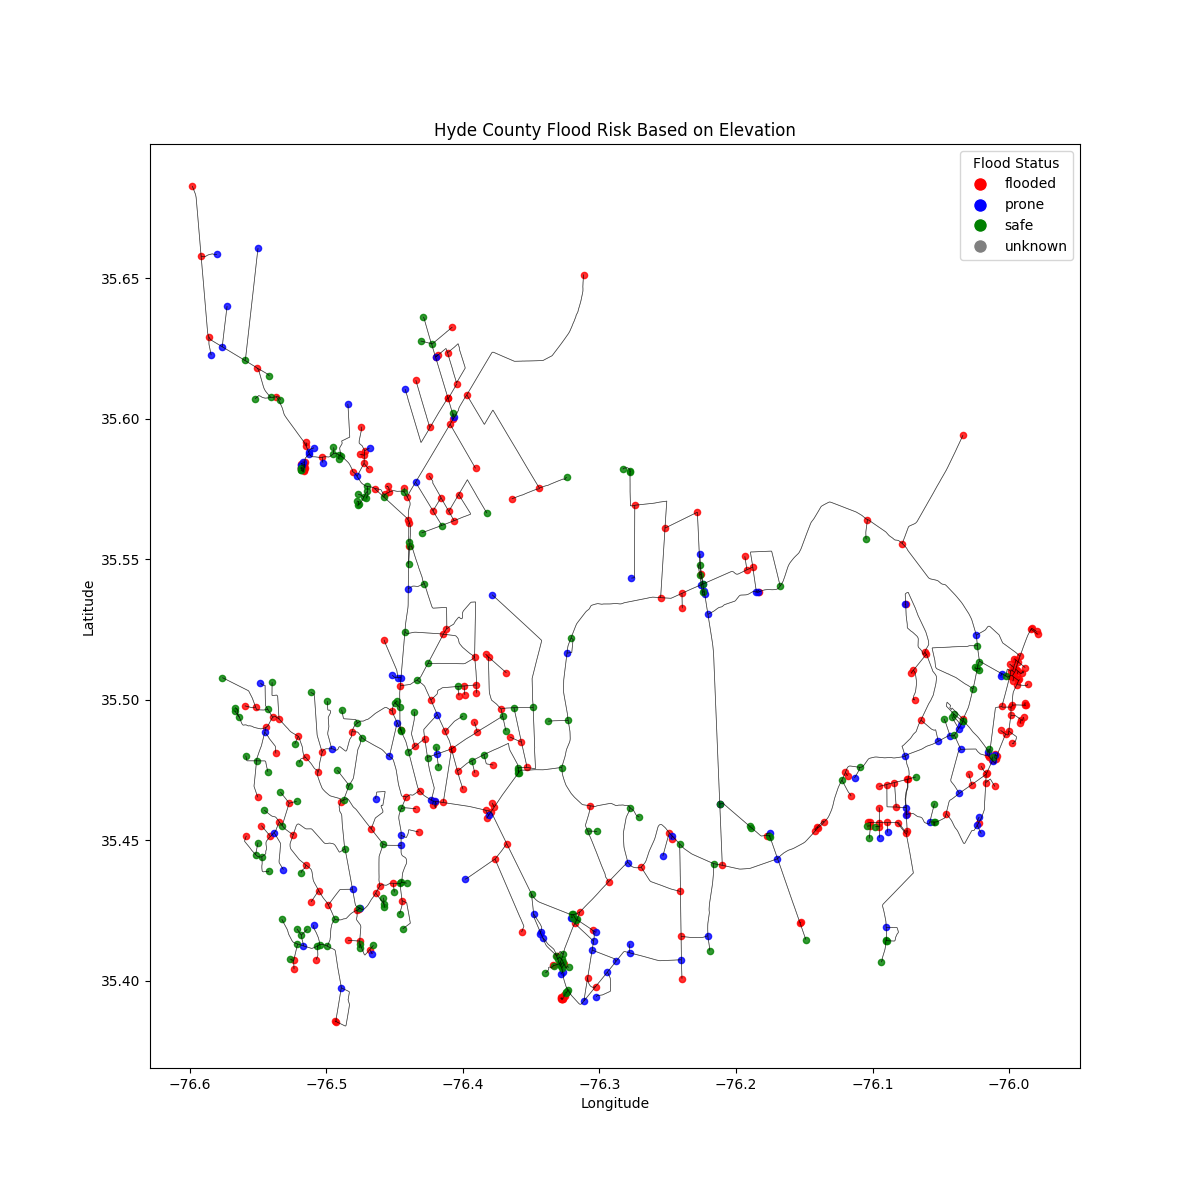 Hyde County Flood Risk Based on Elevation
Flood Status
flooded
prone
safe
unknown
35.65
35.60
35.55
35.50
35.45
35.40
Latitude
−76.6 −76.5 −76.4 −76.3 −76.2 −76.1 −76.0
Longitude